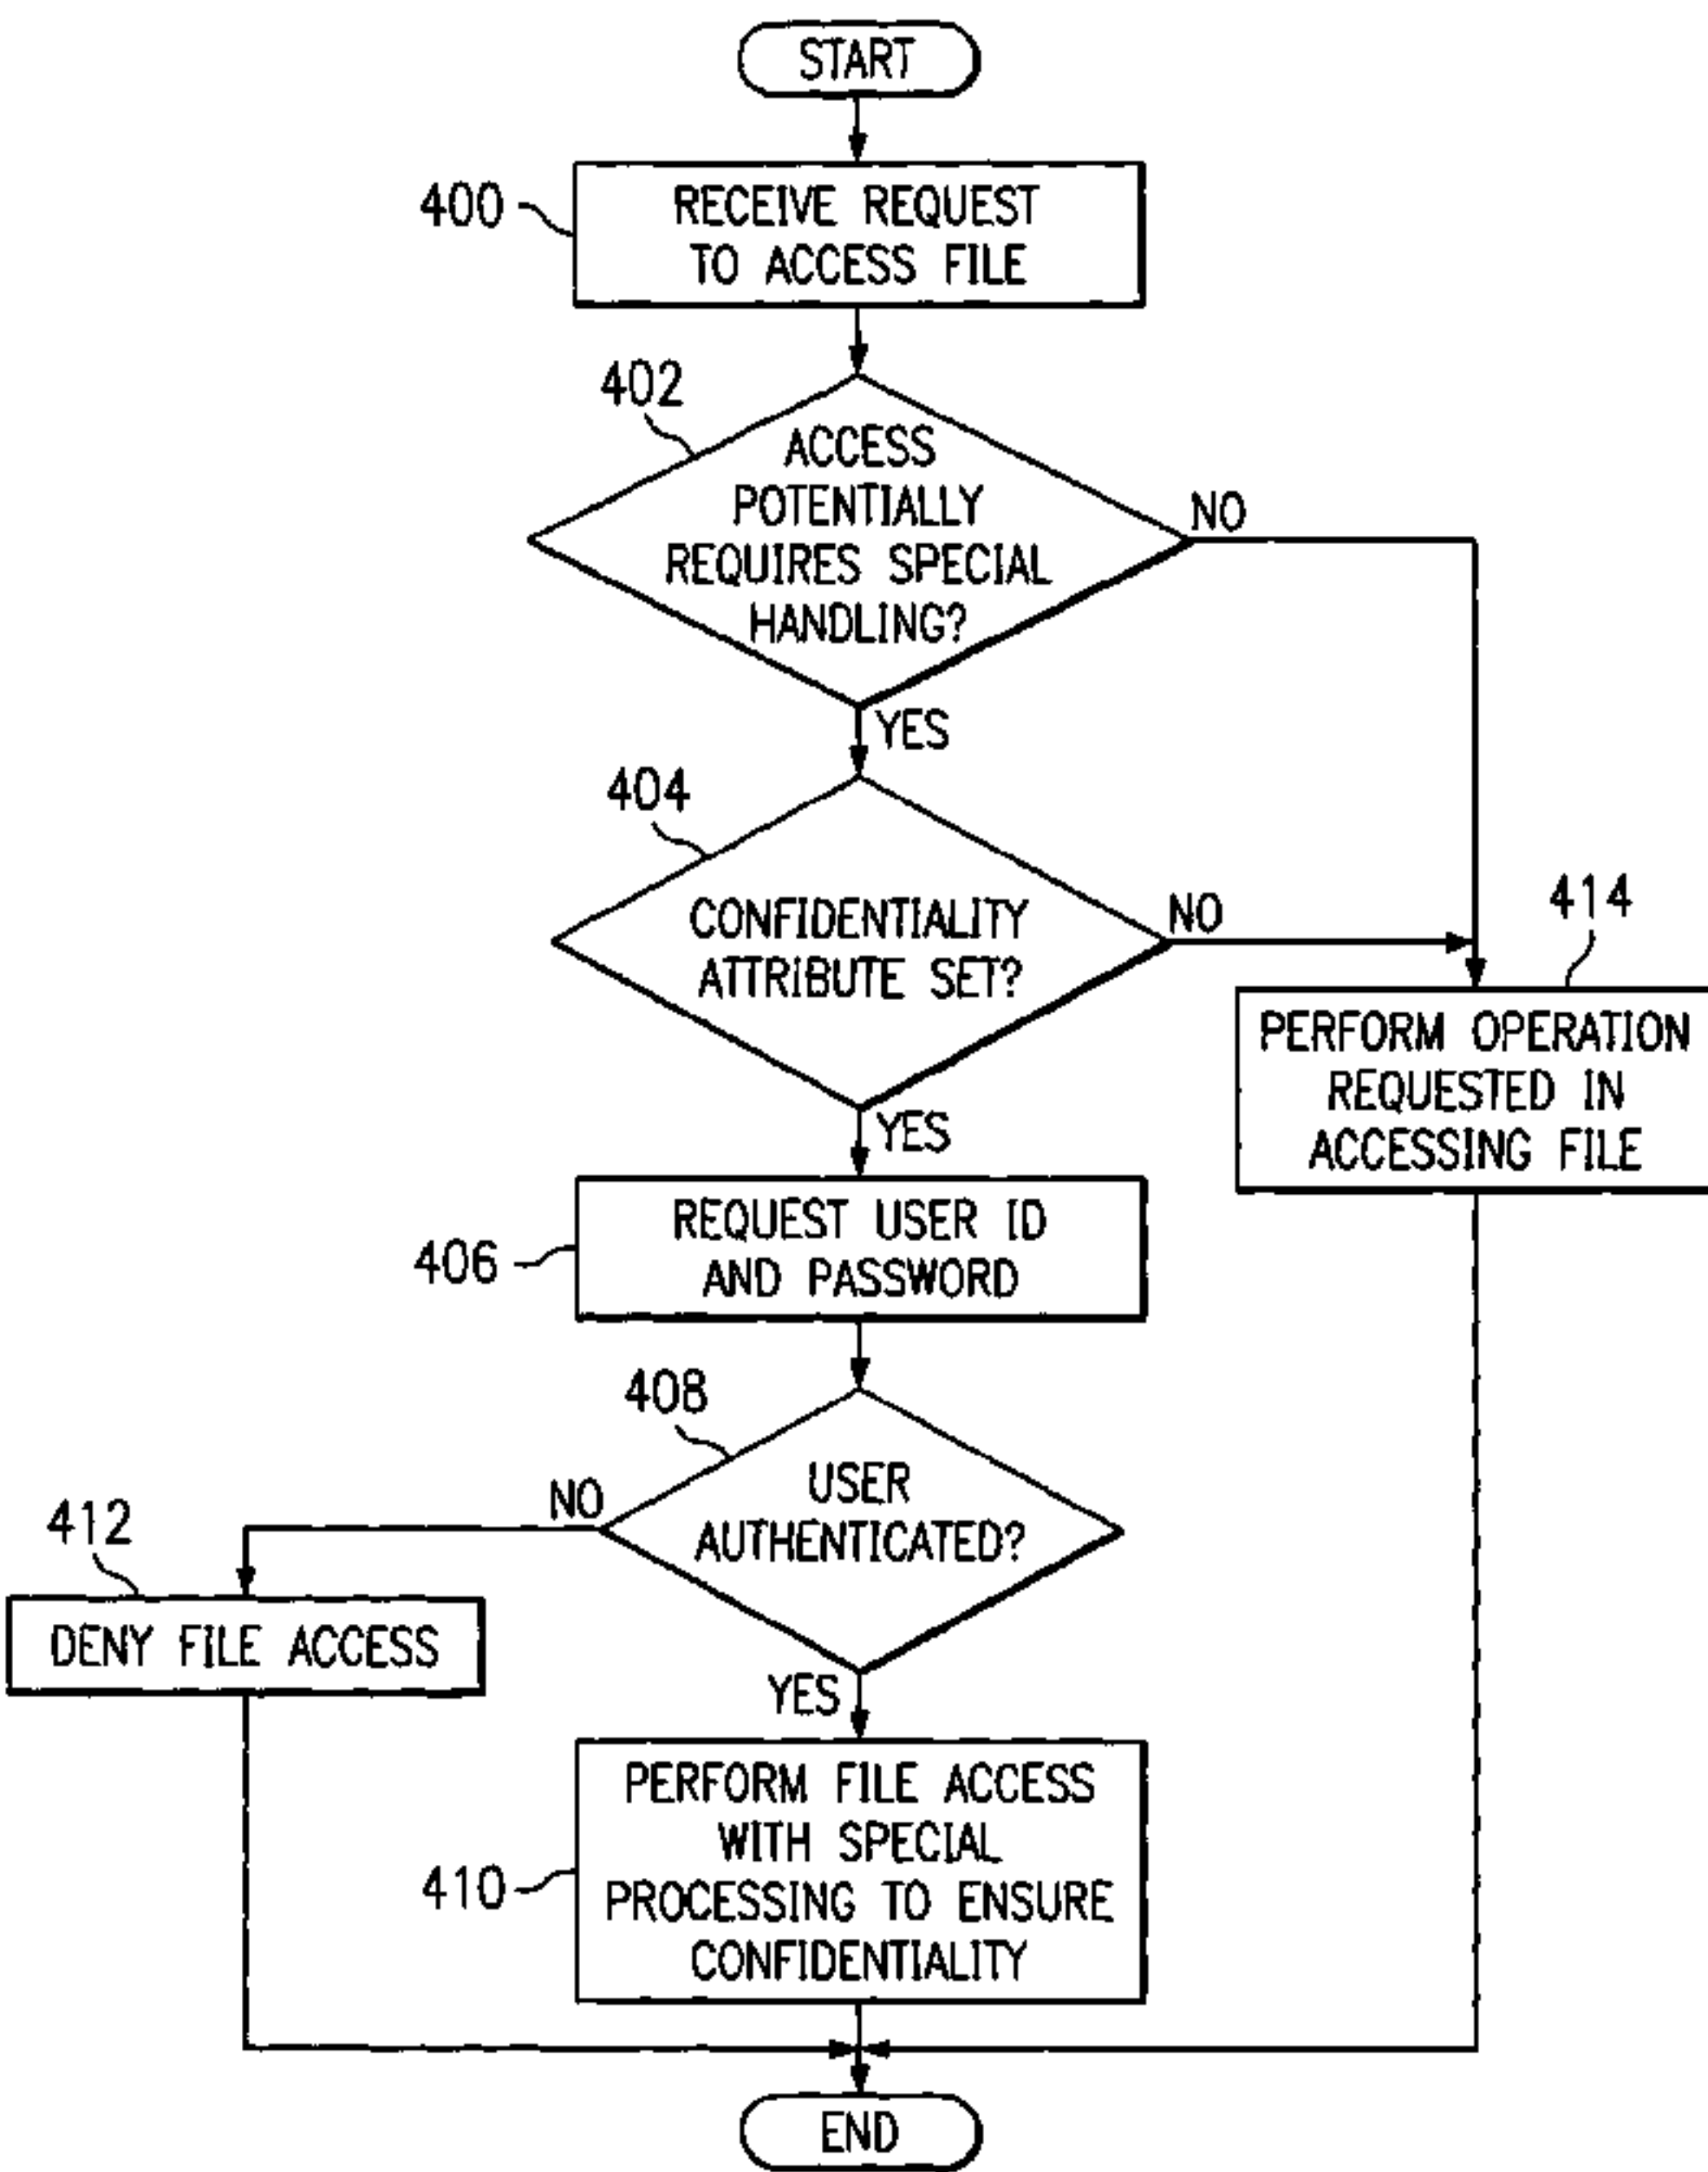 START
400
RECEIVE REQUEST
TO ACCESS FILE
402
ACCESS
POTENTIALLY
REQUIRES SPECIAL
HANDLING?
NO
YES
404
CONFIDENTIALITY
ATTRIBUTE SET?
NO
414
PERFORM OPERATION
REQUESTED IN
ACCESSING FILE
YES
406
REQUEST USER ID
AND PASSWORD
408
USER
AUTHENTICATED?
NO
412
DENY FILE ACCESS
YES
410
PERFORM FILE ACCESS
WITH SPECIAL
PROCESSING TO ENSURE
CONFIDENTIALITY
END